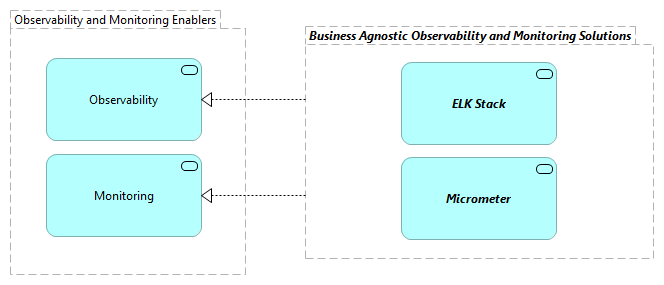 Observability and Monitoring Enablers
Business Agnostic Observability and Monitoring Solutions
Observability
ELK Stack
Monitoring
Micrometer